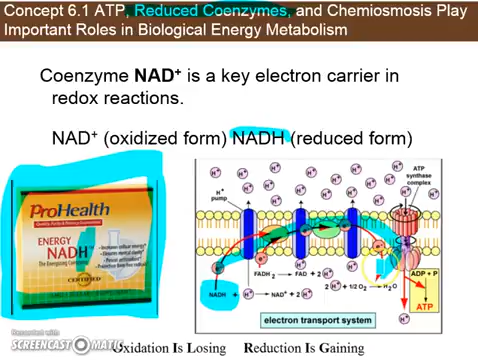 Concept 6.1 ATP, Reduced Coenzymes, and Chemiosmosis Play
Important Roles in Biological Energy Metabolism
Coenzyme NAD⁺ is a key electron carrier in
redox reactions.
NAD⁺ (oxidized form) NADH (reduced form)
ProHealth
ENERGY
NADH
The Energizing Coenzyme
CERTIFIED
H⁺ H⁺ H⁺ H⁺ H⁺ H⁺
H⁺ pump
ATP
synthase
complex
e⁻
FADH₂ → FAD + 2 H⁺
NADH + H⁺ → NAD⁺ + 2 H⁺
2 H⁺ + 1/2 O₂ → H₂O
ADP + P
ATP
electron transport system
Recorded with
SCREENCAST-O-MATIC
Oxidation Is Losing Reduction Is Gaining